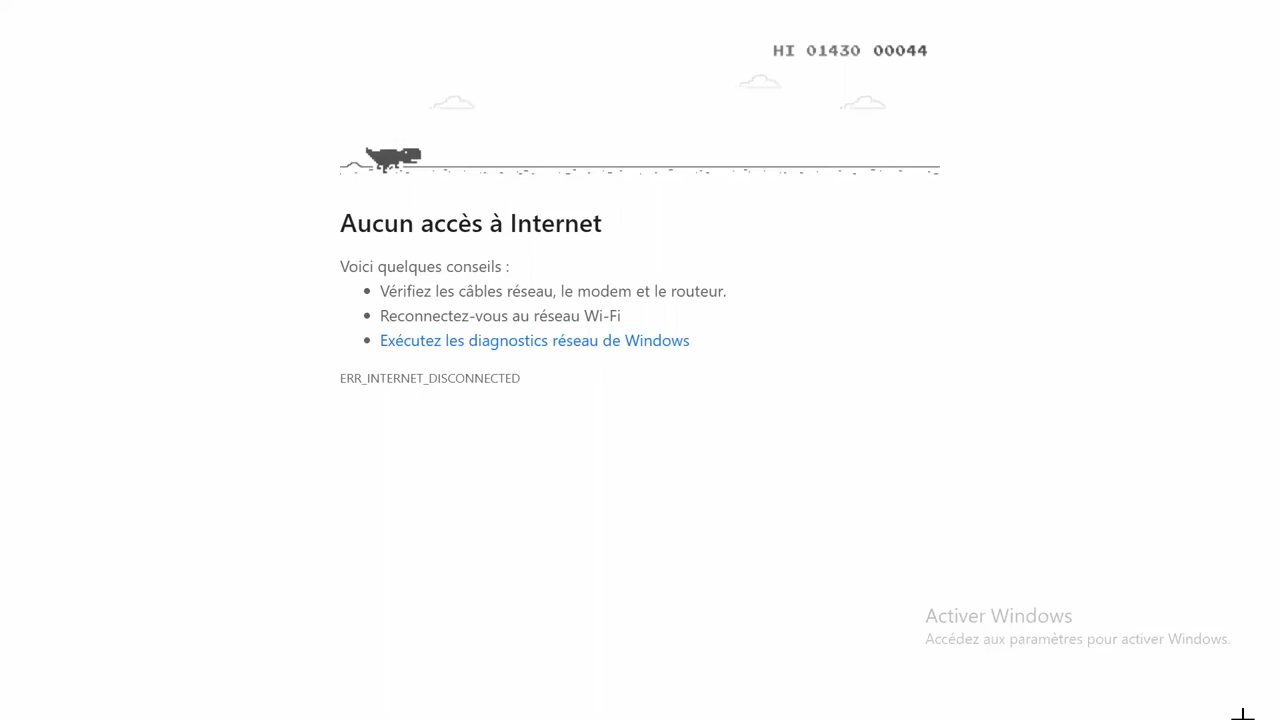 HI 01430 00044
Aucun accès à Internet
Voici quelques conseils :
Vérifiez les câbles réseau, le modem et le routeur.
Reconnectez-vous au réseau Wi-Fi
Exécutez les diagnostics réseau de Windows
ERR_INTERNET_DISCONNECTED
Activer Windows
Accédez aux paramètres pour activer Windows.